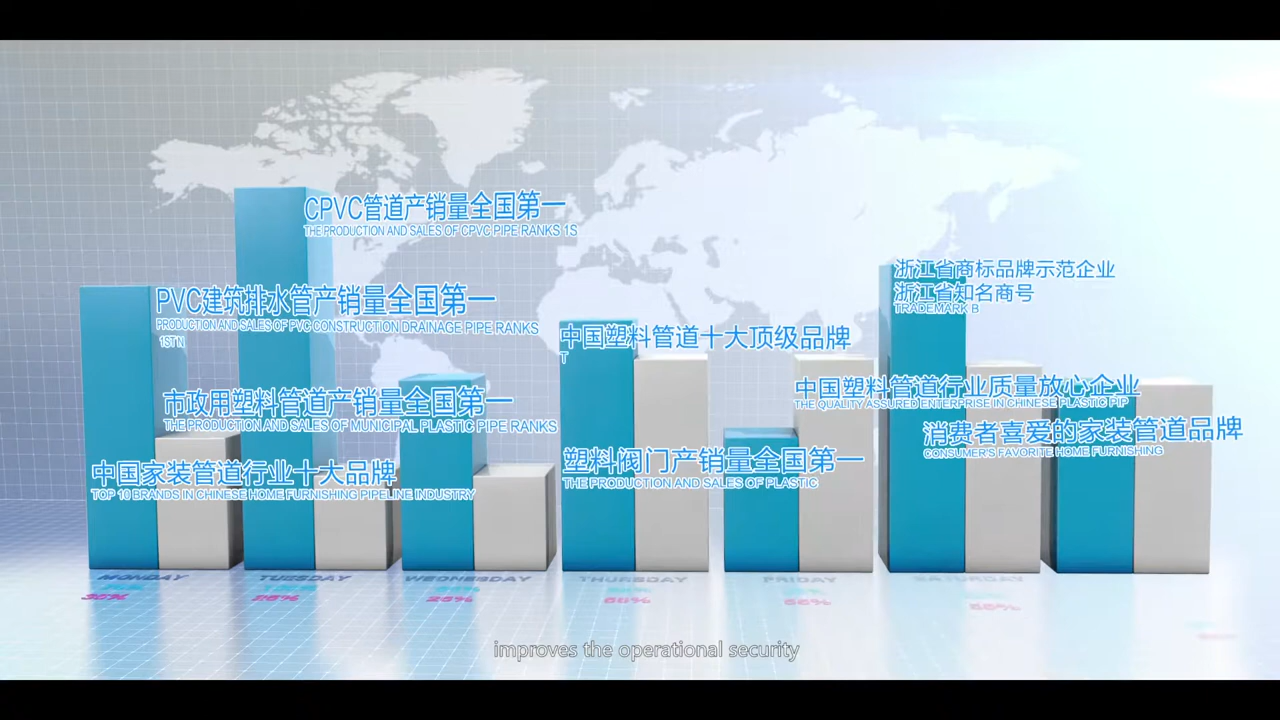 CPVC管道产销量全国第一
THE PRODUCTION AND SALES OF CPVC PIPE RANKS 1S
PVC建筑排水管产销量全国第一
PRODUCTION AND SALES OF PVC CONSTRUCTION DRAINAGE PIPE RANKS
1ST N
市政用塑料管道产销量全国第一
THE PRODUCTION AND SALES OF MUNICIPAL PLASTIC PIPE RANKS
中国家装管道行业十大品牌
TOP 10 BRANDS IN CHINESE HOME FURNISHING PIPELINE INDUSTRY
中国塑料管道十大顶级品牌
T
塑料阀门产销量全国第一
THE PRODUCTION AND SALES OF PLASTIC
浙江省商标品牌示范企业
浙江省知名商号
TRADEMARK B
中国塑料管道行业质量放心企业
THE QUALITY ASSURED ENTERPRISE IN CHINESE PLASTIC PIP
消费者喜爱的家装管道品牌
CONSUMER'S FAVORITE HOME FURNISHING
MONDAY TUESDAY WEDNESDAY THURSDAY FRIDAY SATURDAY
improves the operational security